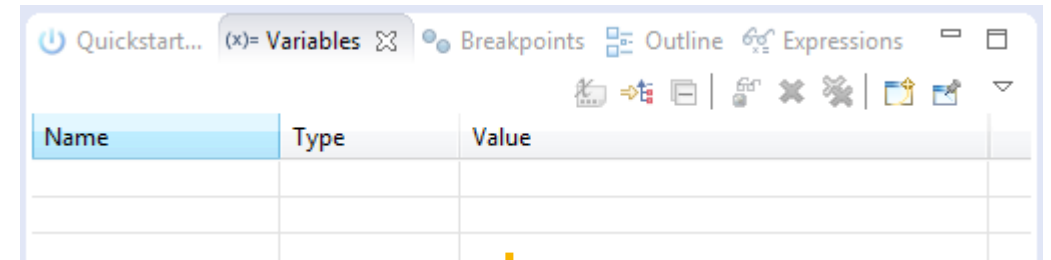 Quickstart... (x)= Variables Breakpoints Outline Expressions
Name Type Value